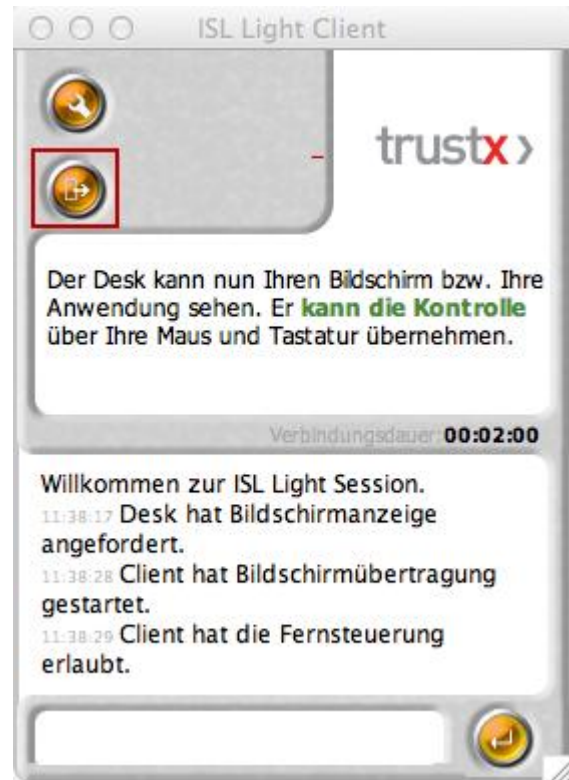 ISL Light Client
trustx
Der Desk kann nun Ihren Bildschirm bzw. Ihre
Anwendung sehen. Er kann die Kontrolle
über Ihre Maus und Tastatur übernehmen.
Verbindungsdauer: 00:02:00
Willkommen zur ISL Light Session.
11:38:17 Desk hat Bildschirmanzeige
angefordert.
11:38:28 Client hat Bildschirmübertragung
gestartet.
11:38:29 Client hat die Fernsteuerung
erlaubt.